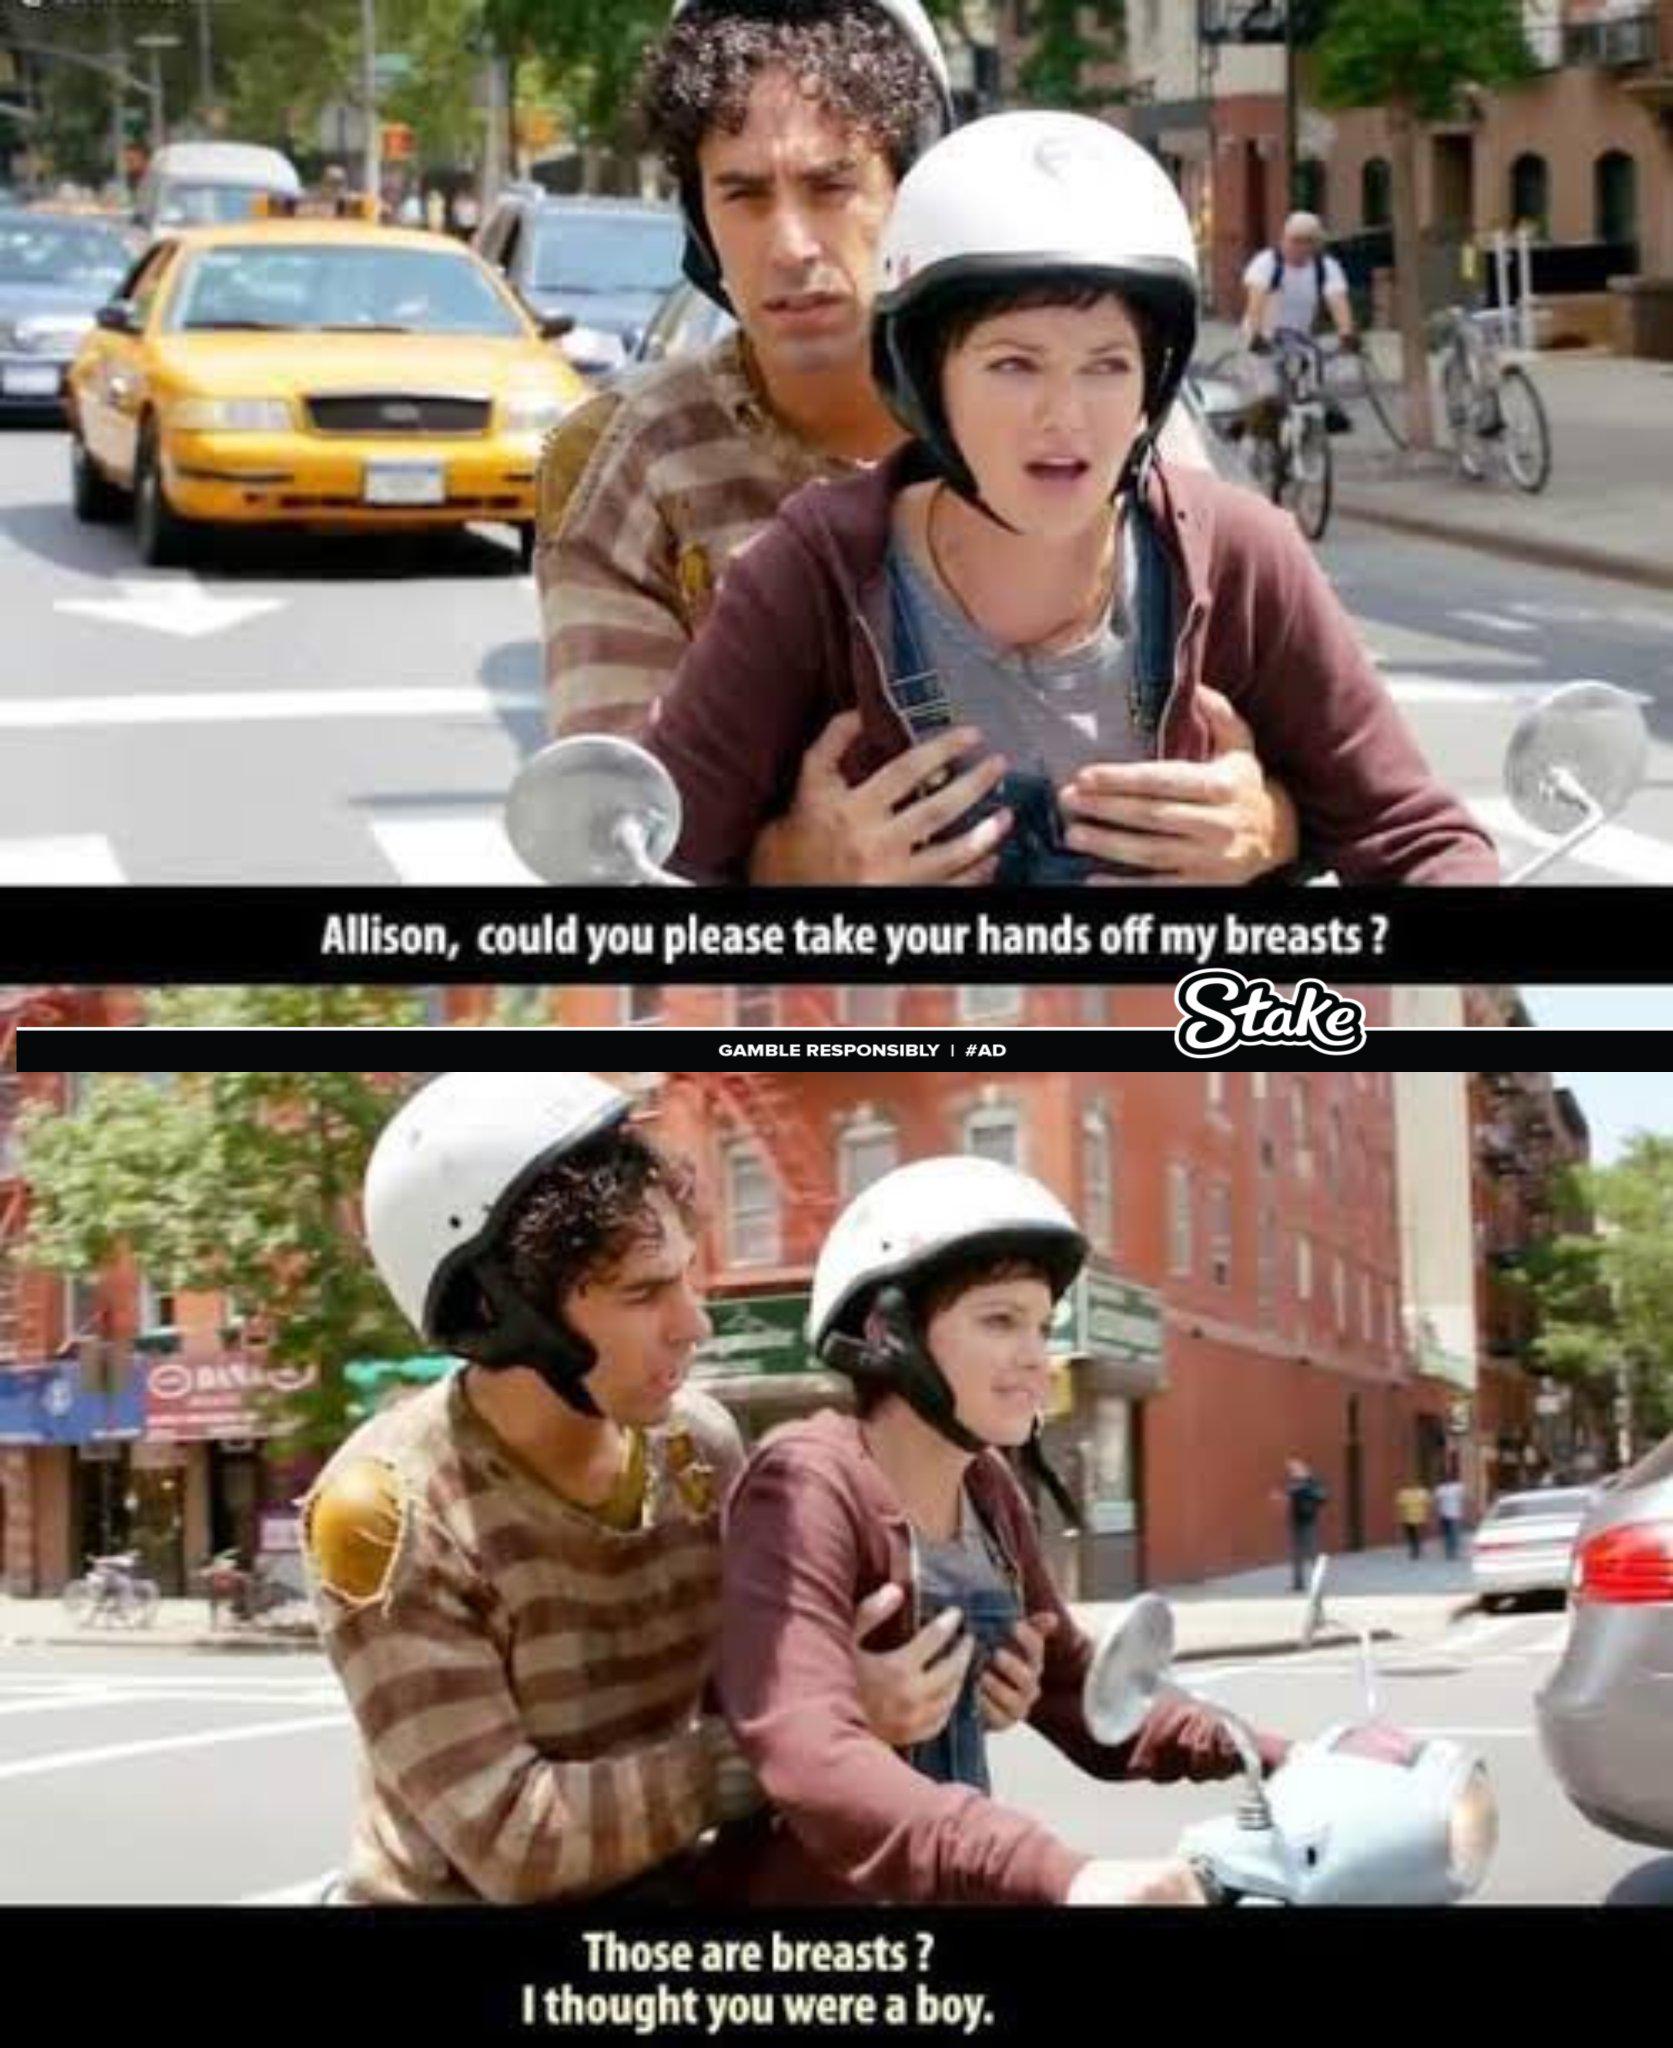 Allison, could you please take your hands off my breasts ?
Stake
GAMBLE RESPONSIBLY | #AD
Those are breasts ?
I thought you were a boy.